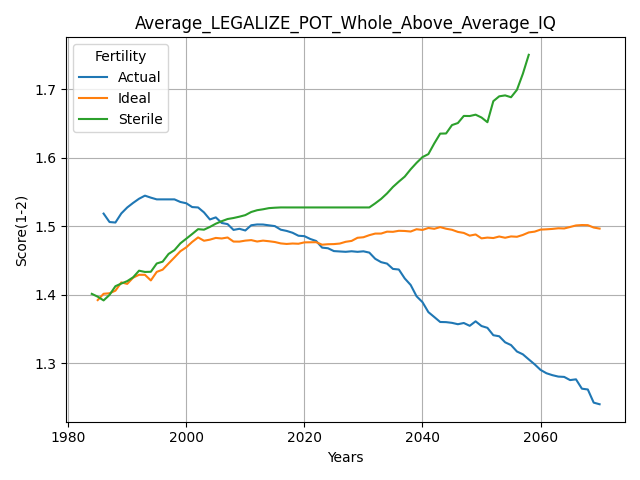 Average_LEGALIZE_POT_Whole_Above_Average_IQ
Fertility
Actual
Ideal
Sterile
Score(1-2)
1.7
1.6
1.5
1.4
1.3
1980
2000
2020
2040
2060
Years